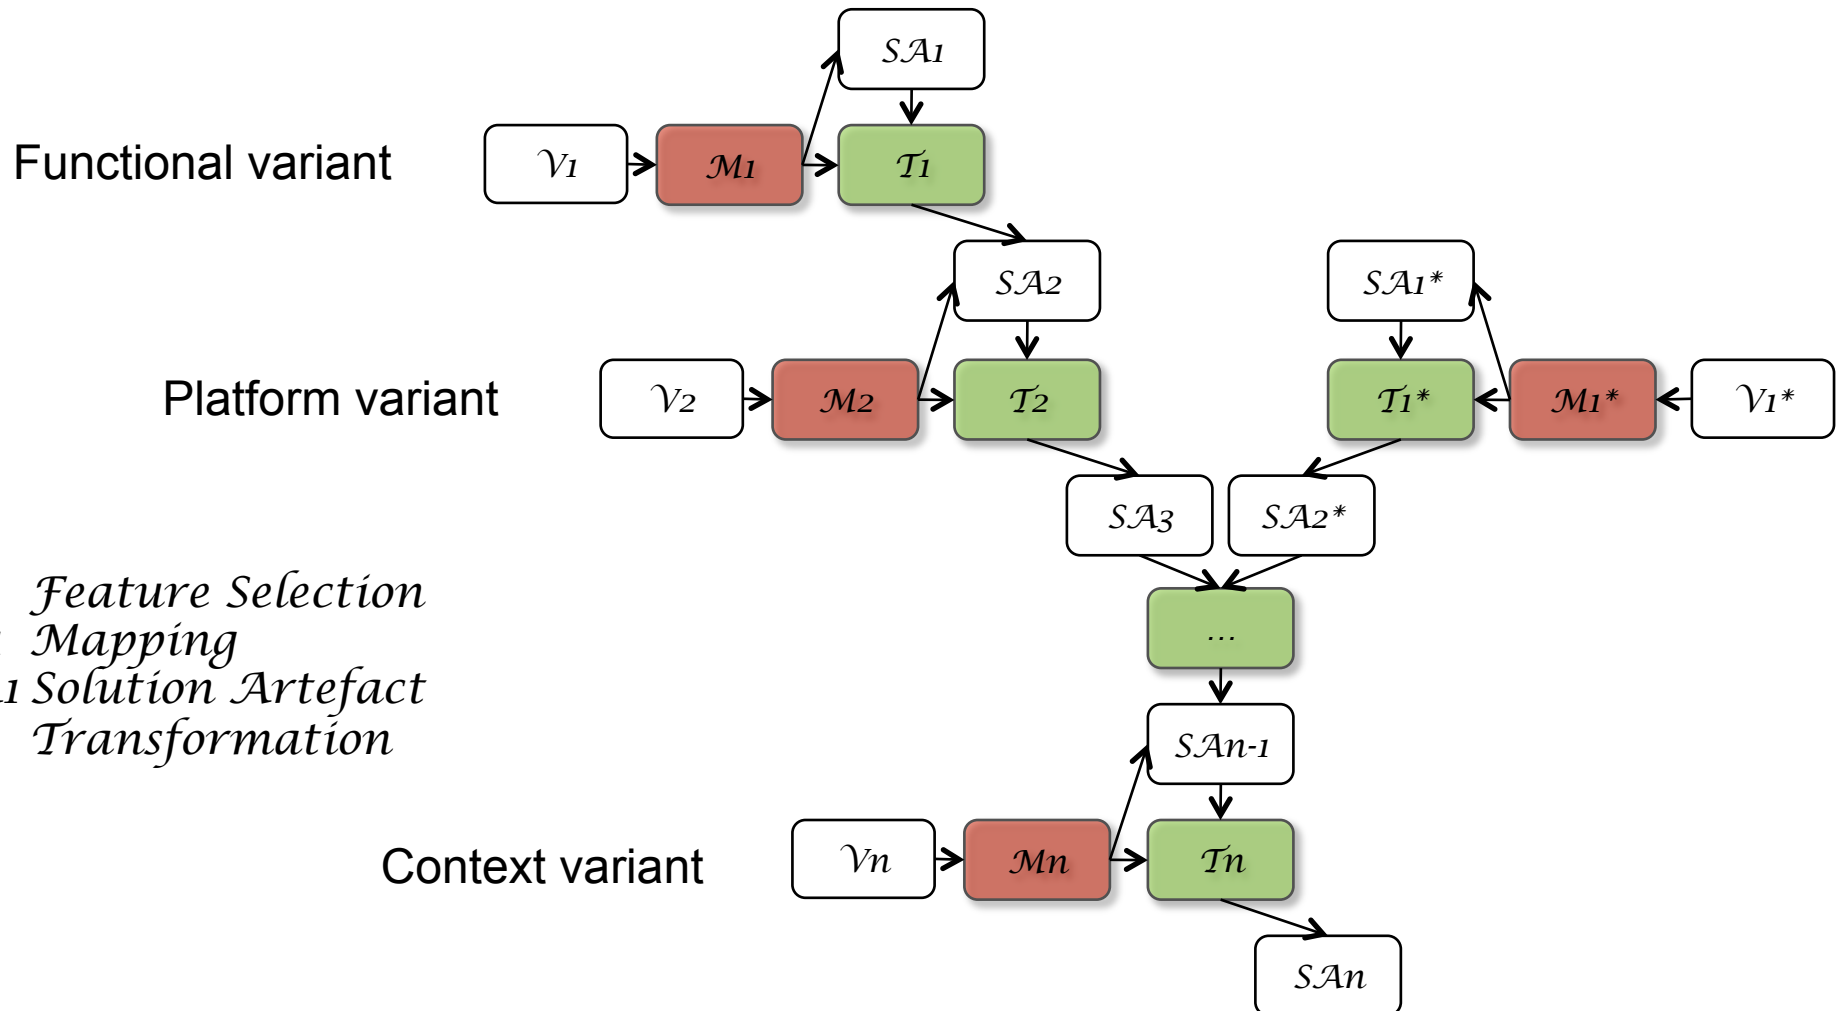 SA1
Functional variant
V1
M1
T1
SA2
SA1*
Platform variant
V2
M2
T2
T1*
M1*
V1*
SA3
SA2*
Feature Selection
...
Mapping
1 Solution Artefact
Transformation
SAn-1
Context variant
Vn
Mn
Tn
SAn